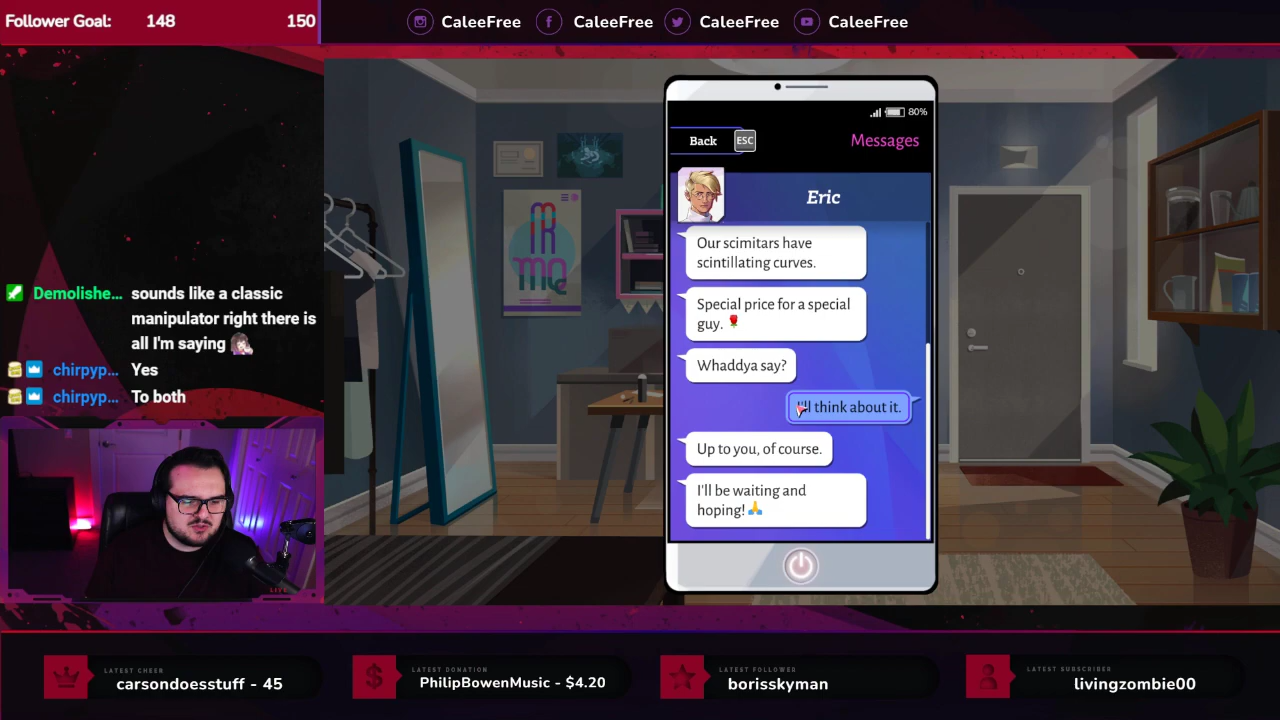 Follower Goal: 148 150
CaleeFree CaleeFree CaleeFree CaleeFree
80%
Back ESC Messages
Eric
Our scimitars have
scintillating curves.
Special price for a special
guy. 🌹
Whaddya say?
I'll think about it.
Up to you, of course.
I'll be waiting and
hoping! 🙏
Demolishe... sounds like a classic
manipulator right there is
all I'm saying
chirpyp... Yes
chirpyp... To both
LIVE
LATEST CHEER
carsondoesstuff - 45
LATEST DONATION
PhilipBowenMusic - $4.20
LATEST FOLLOWER
borisskyman
LATEST SUBSCRIBER
livingzombie00